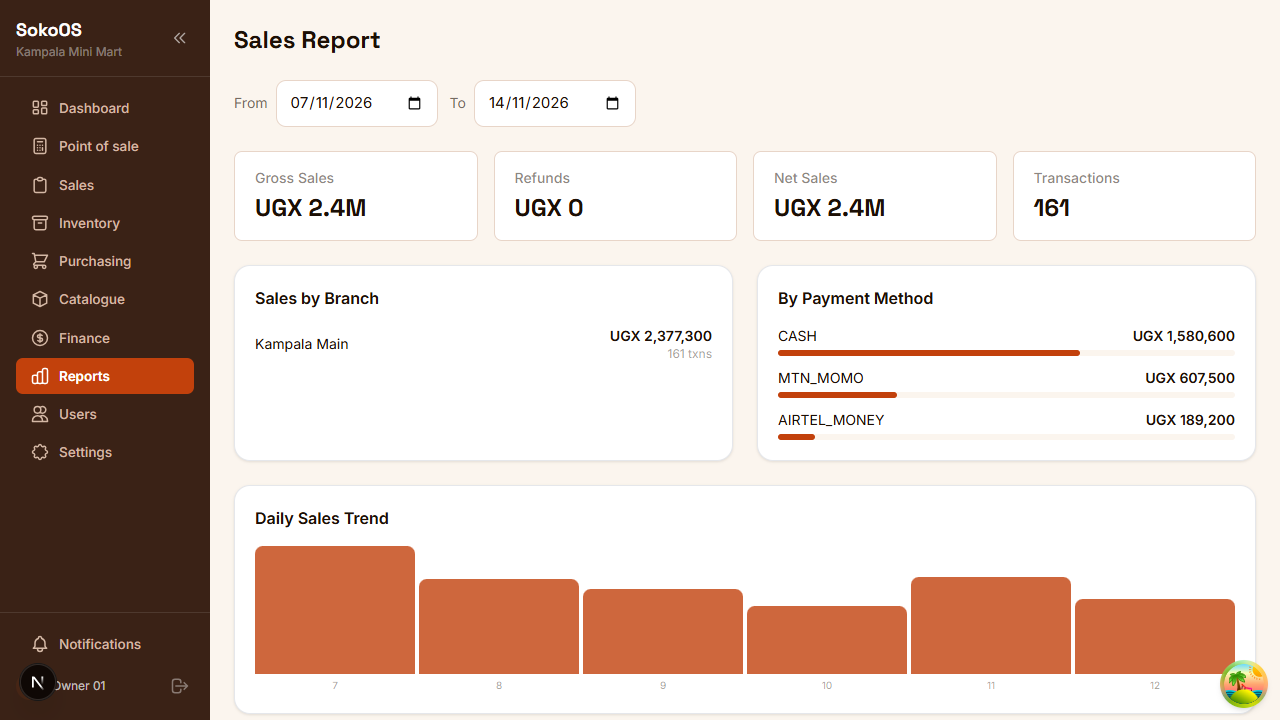 SokoOS
Kampala Mini Mart
Dashboard
Point of sale
Sales
Inventory
Purchasing
Catalogue
Finance
Reports
Users
Settings
Notifications
N
Owner 01
Sales Report
From 07/11/2026 To 14/11/2026
Gross Sales
UGX 2.4M
Refunds
UGX 0
Net Sales
UGX 2.4M
Transactions
161
Sales by Branch
Kampala Main
UGX 2,377,300
161 txns
By Payment Method
CASH UGX 1,580,600
MTN_MOMO UGX 607,500
AIRTEL_MONEY UGX 189,200
Daily Sales Trend
7 8 9 10 11 12